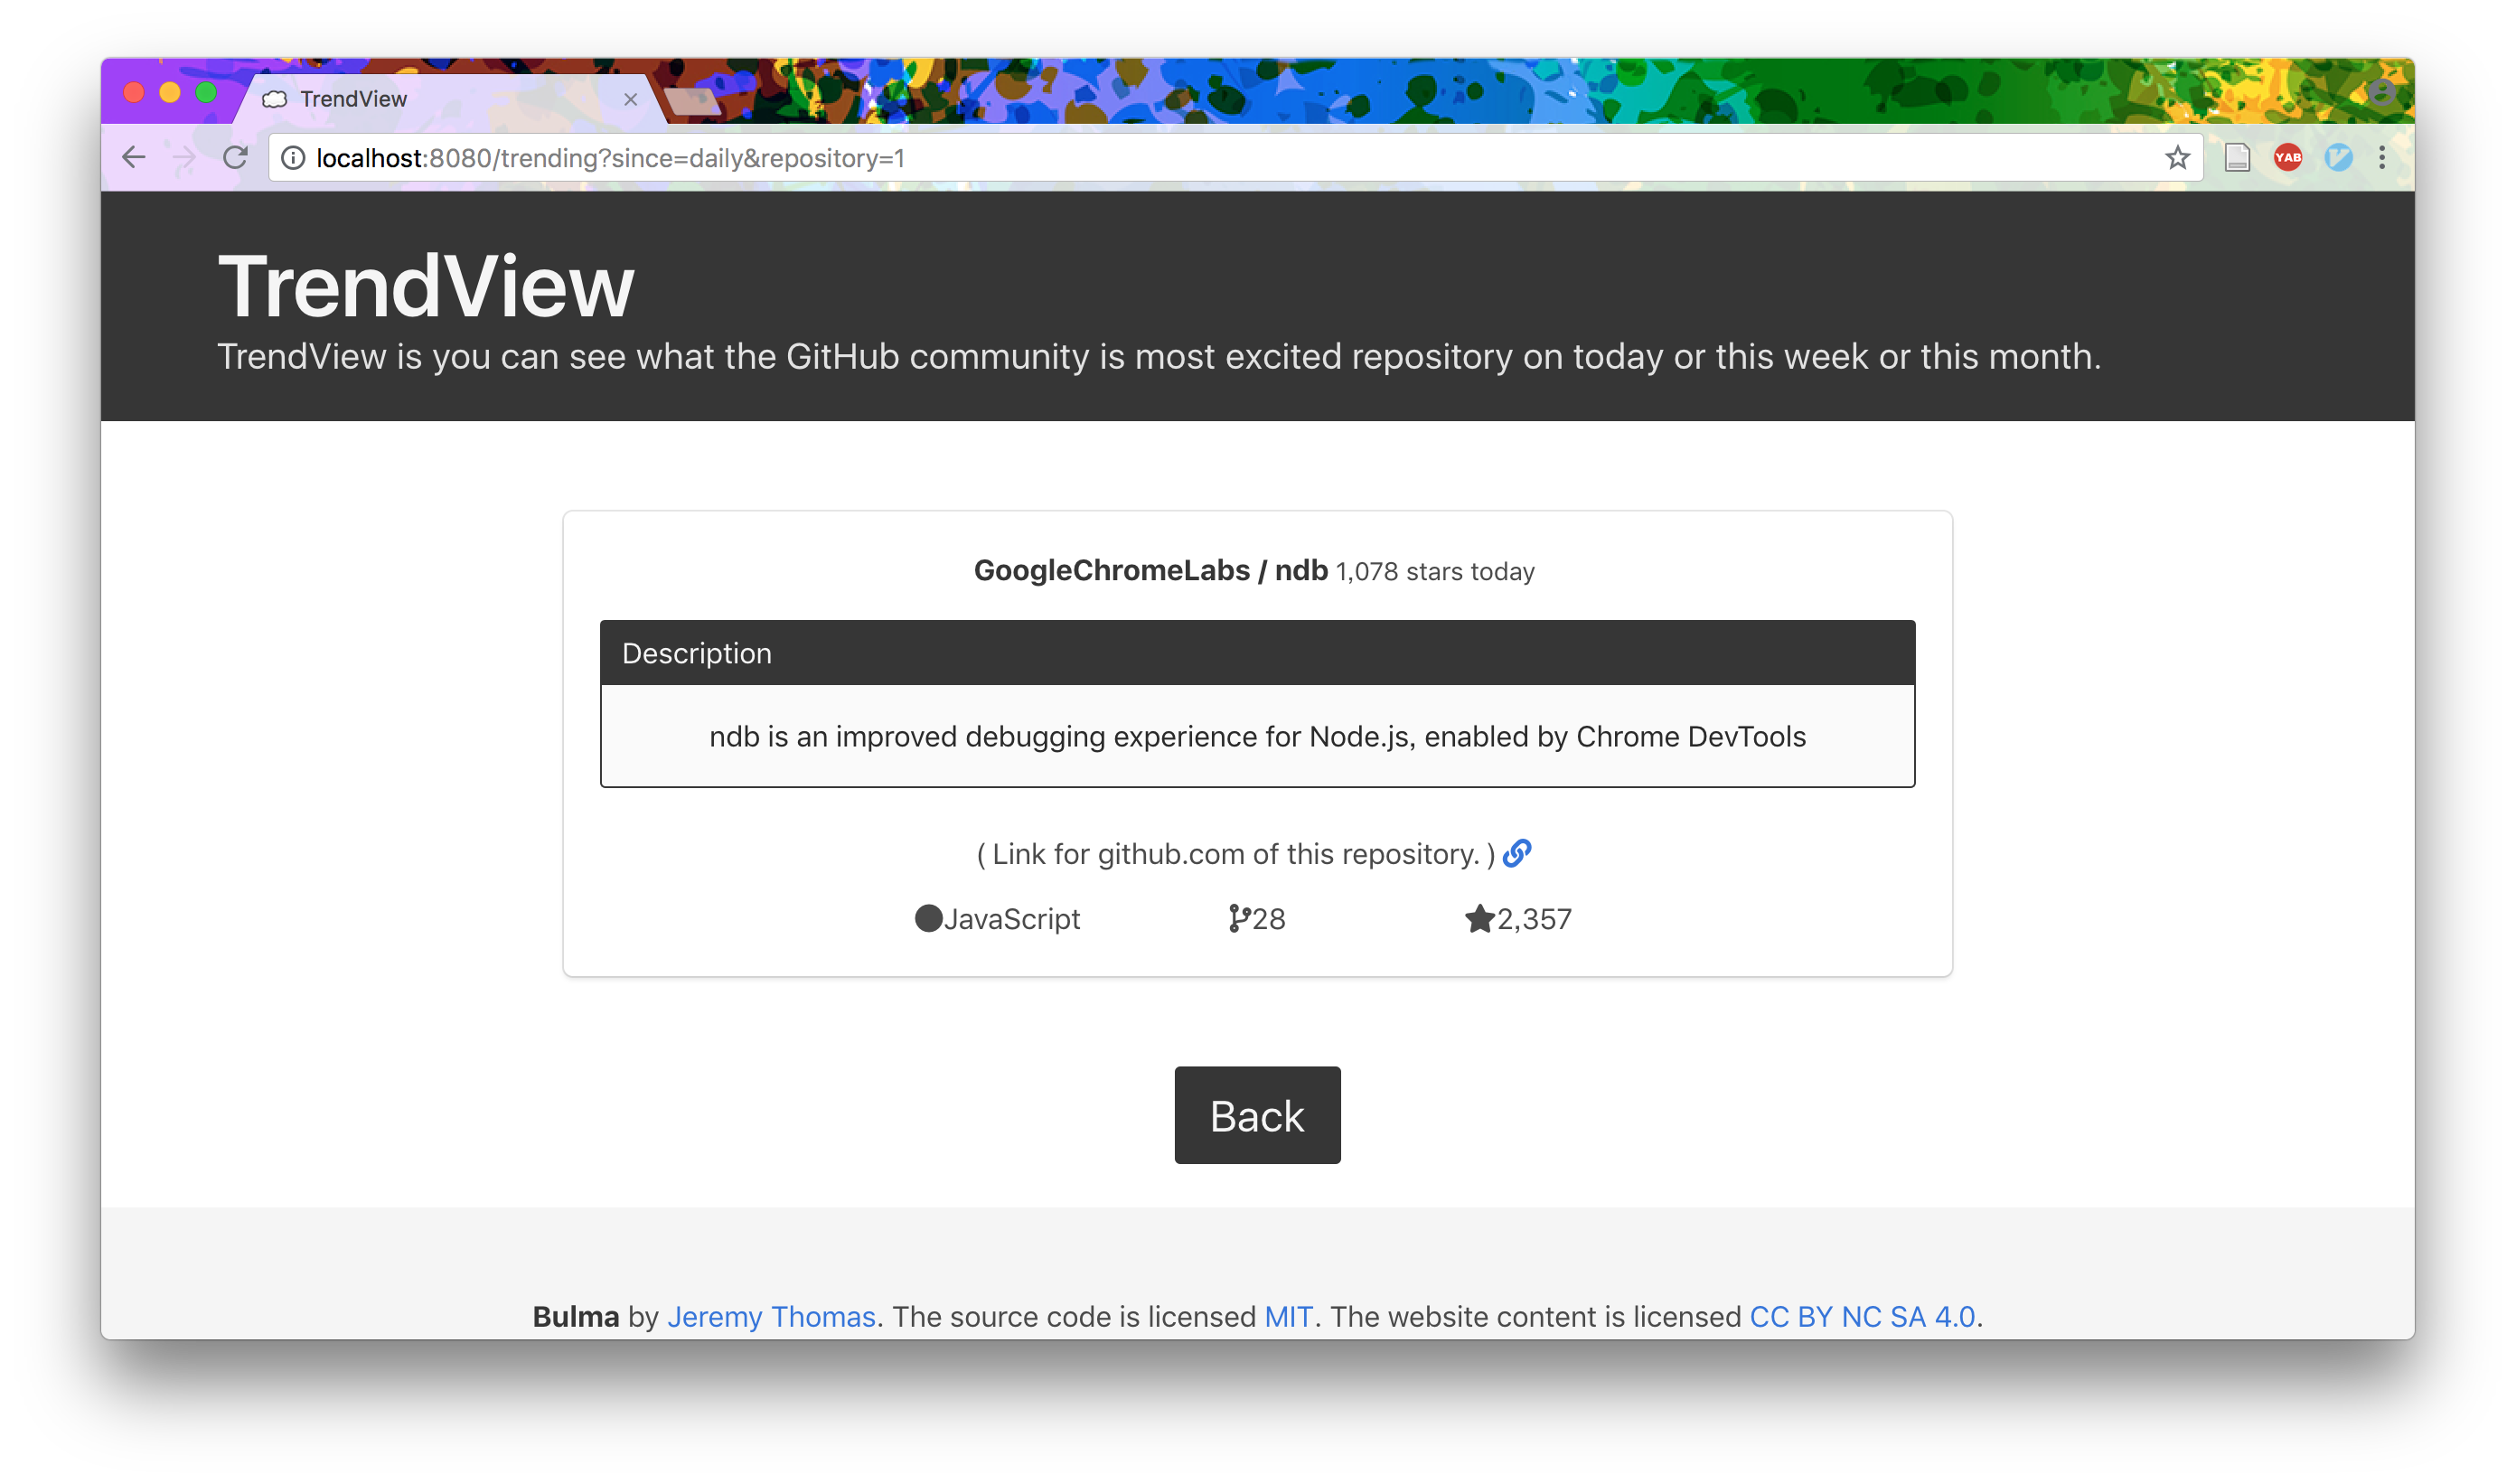 TrendView
localhost:8080/trending?since=daily&repository=1
YAB
TrendView
TrendView is you can see what the GitHub community is most excited repository on today or this week or this month.
GoogleChromeLabs / ndb 1,078 stars today
Description
ndb is an improved debugging experience for Node.js, enabled by Chrome DevTools
( Link for github.com of this repository. )
JavaScript 28 2,357
Back
Bulma by Jeremy Thomas. The source code is licensed MIT. The website content is licensed CC BY NC SA 4.0.